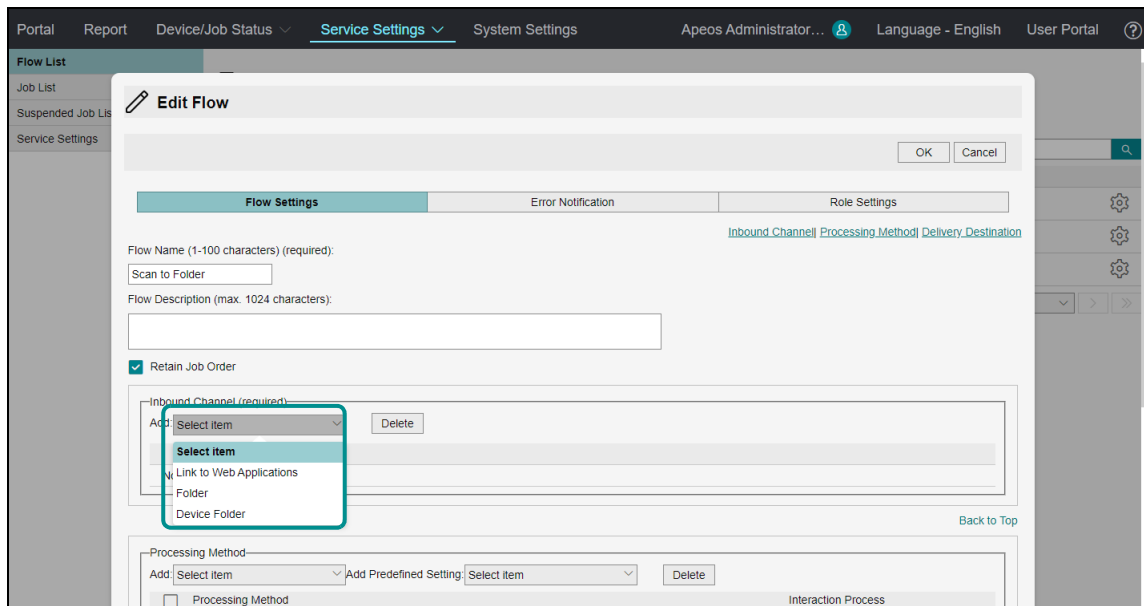 Portal Report Device/Job Status Service Settings System Settings Apeos Administrator... Language - English User Portal
Flow List
Job List
Suspended Job Lis
Service Settings
Edit Flow
OK Cancel
Flow Settings Error Notification Role Settings
Inbound Channel| Processing Method| Delivery Destination
Flow Name (1-100 characters) (required):
Scan to Folder
Flow Description (max. 1024 characters):
Retain Job Order
Inbound Channel (required)
Add: Select item Delete
Select item
Link to Web Applications
Folder
Device Folder
Back to Top
Processing Method
Add: Select item Add Predefined Setting: Select item Delete
Processing Method Interaction Process